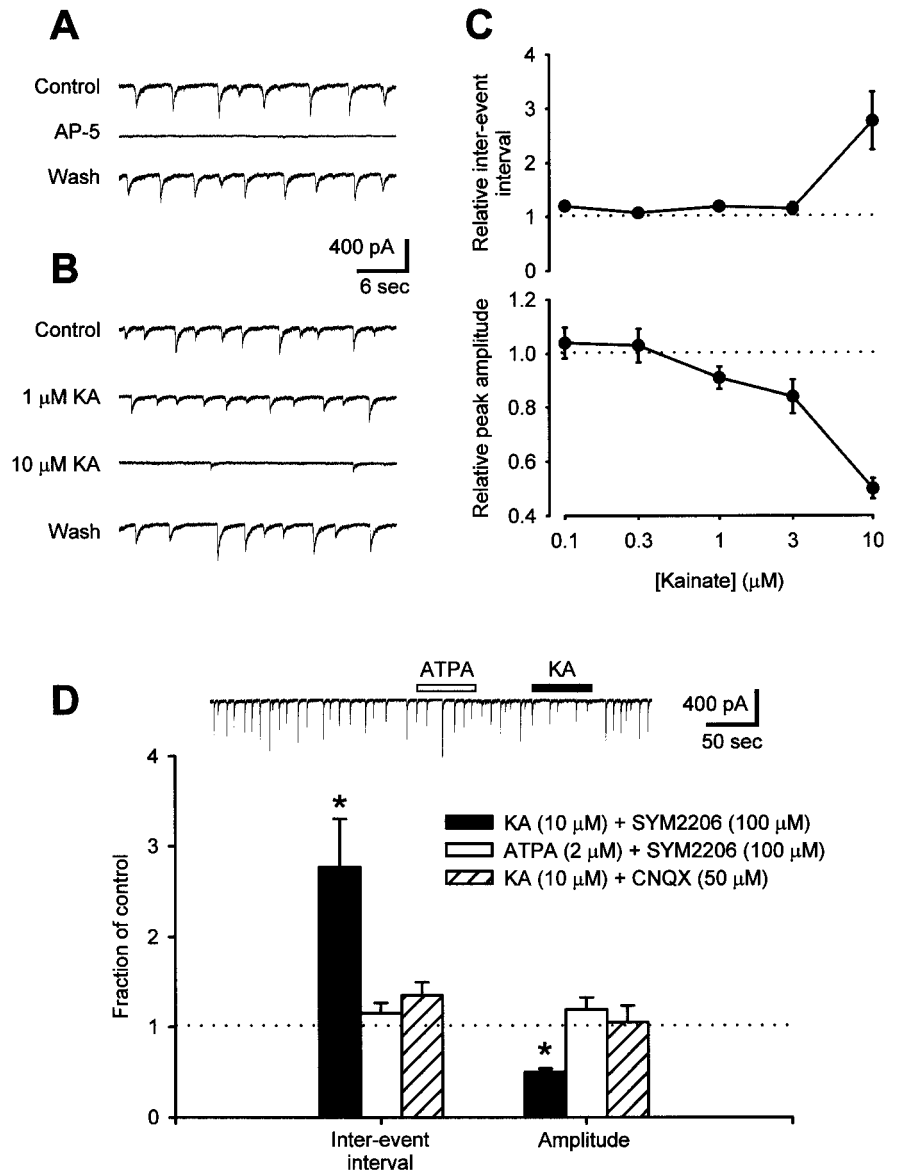 A
Control
AP-5
Wash
400 pA
6 sec
B
Control
1 μM KA
10 μM KA
Wash
C
Relative inter-event
interval
4
3
2
1
0
Relative peak amplitude
1.2
1.0
0.8
0.6
0.4
0.1 0.3 1 3 10
[Kainate] (μM)
D
ATPA KA
400 pA
50 sec
Fraction of control
4
3
2
1
0
*
*
KA (10 μM) + SYM2206 (100 μM)
ATPA (2 μM) + SYM2206 (100 μM)
KA (10 μM) + CNQX (50 μM)
Inter-event
interval
Amplitude